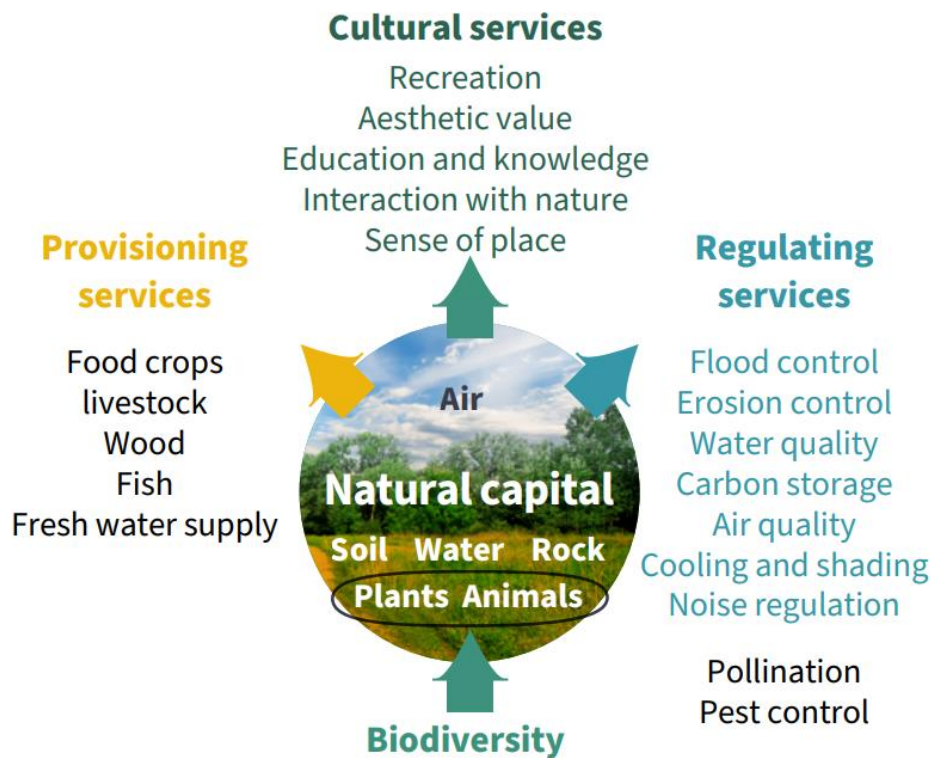 Cultural services
Recreation
Aesthetic value
Education and knowledge
Interaction with nature
Sense of place
Provisioning
services
Food crops
livestock
Wood
Fish
Fresh water supply
Regulating
services
Flood control
Erosion control
Water quality
Carbon storage
Air quality
Cooling and shading
Noise regulation
Pollination
Pest control
Air
Natural capital
Soil Water Rock
Plants Animals
Biodiversity